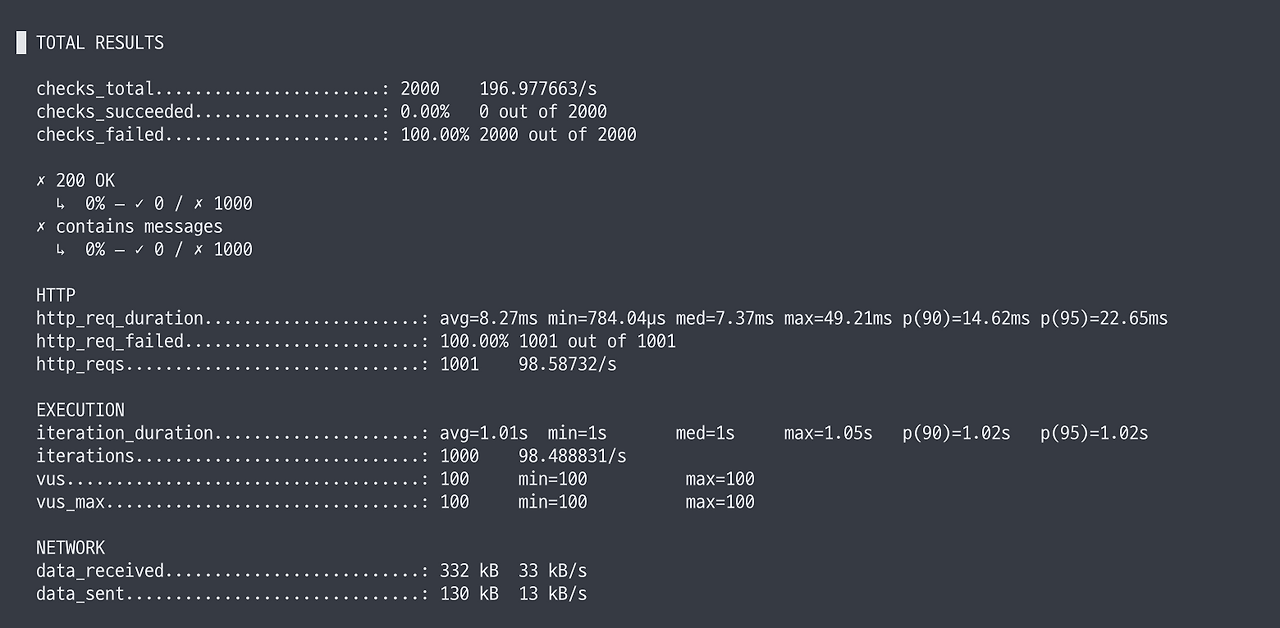 TOTAL RESULTS
checks_total.......................: 2000    196.977663/s
checks_succeeded...................: 0.00%   0 out of 2000
checks_failed......................: 100.00% 2000 out of 2000
✗ 200 OK
↳  0% — ✓ 0 / ✗ 1000
✗ contains messages
↳  0% — ✓ 0 / ✗ 1000
HTTP
http_req_duration......................: avg=8.27ms min=784.04µs med=7.37ms max=49.21ms p(90)=14.62ms p(95)=22.65ms
http_req_failed........................: 100.00% 1001 out of 1001
http_reqs..............................: 1001    98.58732/s
EXECUTION
iteration_duration.....................: avg=1.01s  min=1s       med=1s     max=1.05s   p(90)=1.02s   p(95)=1.02s
iterations.............................: 1000    98.488831/s
vus....................................: 100     min=100          max=100
vus_max................................: 100     min=100          max=100
NETWORK
data_received..........................: 332 kB  33 kB/s
data_sent..............................: 130 kB  13 kB/s